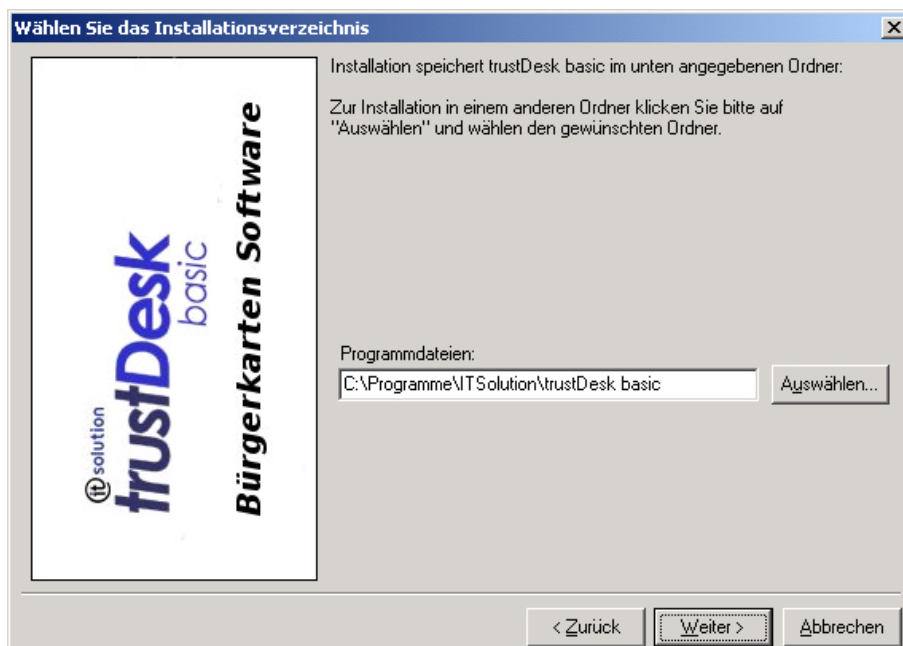 Wählen Sie das Installationsverzeichnis
Installation speichert trustDesk basic im unten angegebenen Ordner:
Zur Installation in einem anderen Ordner klicken Sie bitte auf
"Auswählen" und wählen den gewünschten Ordner.
it solution
trustDesk
basic
Bürgerkarten Software
Programmdateien:
C:\Programme\ITSolution\trustDesk basic
Auswählen...
< Zurück
Weiter >
Abbrechen